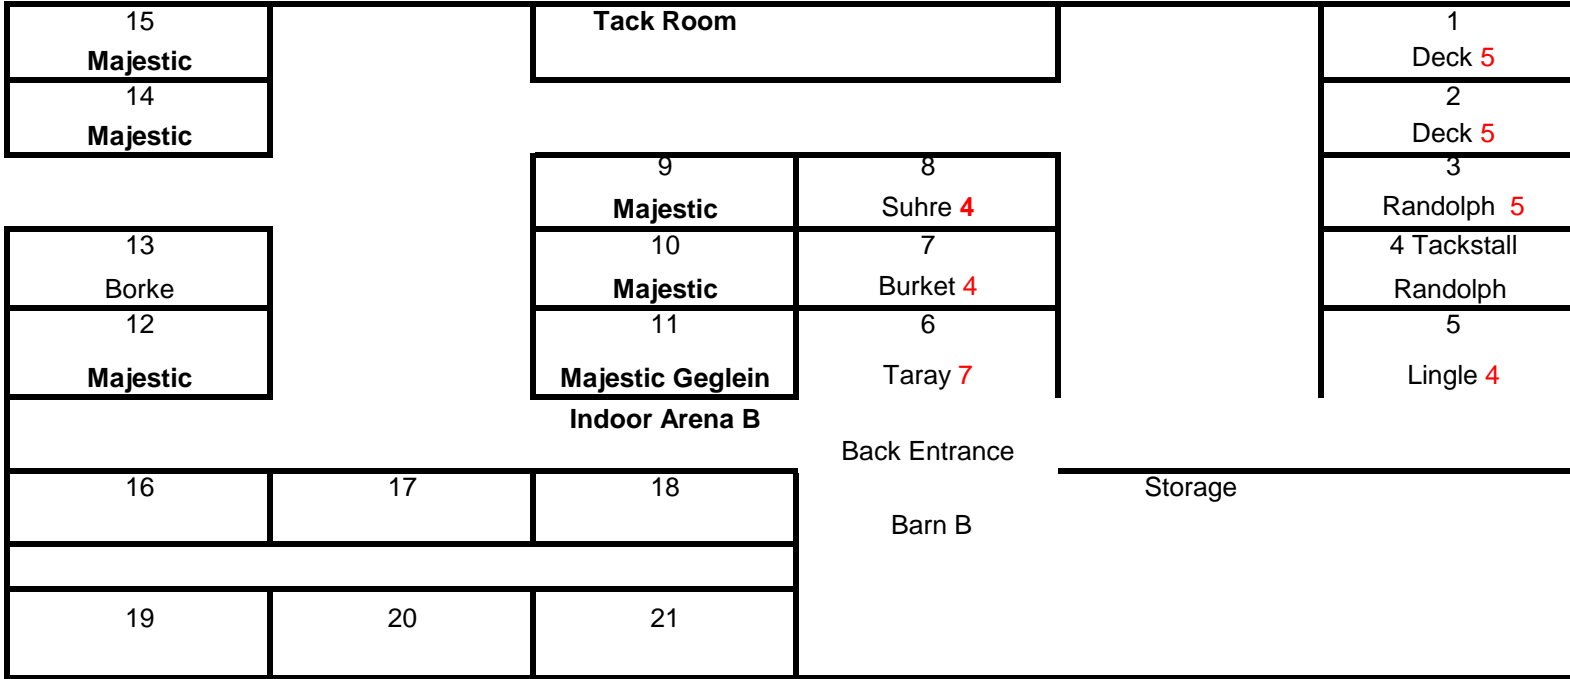 15 Tack Room 1
Majestic Deck 5
14 2
Majestic Deck 5
9 8 3
Majestic Suhre 4 Randolph 5
13 10 7 4 Tackstall
Borke Majestic Burket 4 Randolph
12 11 6 5
Majestic Majestic Geglein Taray 7 Lingle 4
Indoor Arena B
Back Entrance
16 17 18 Storage
Barn B
19 20 21